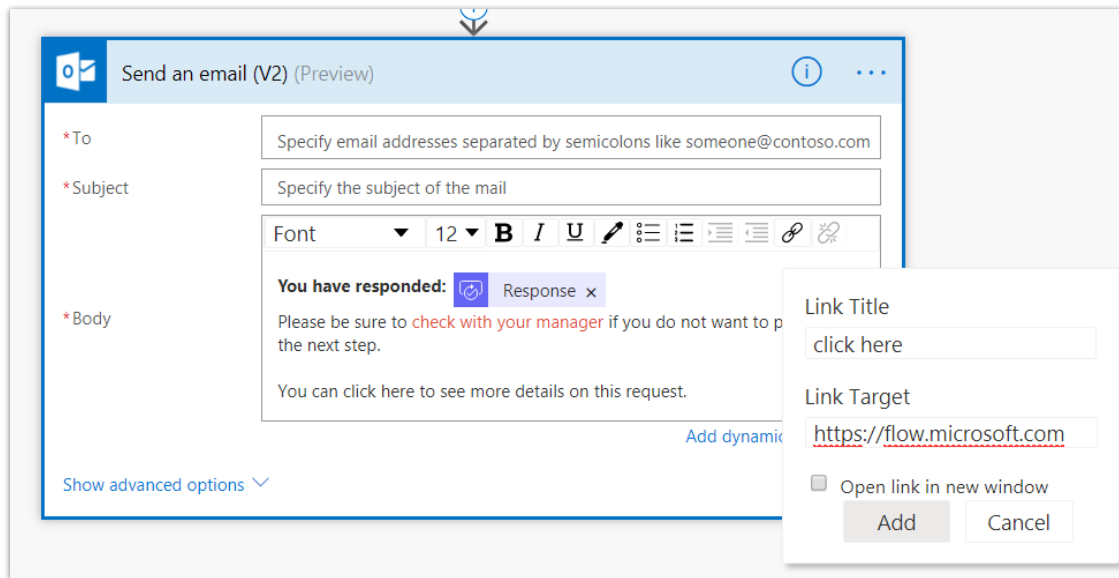 Send an email (V2) (Preview)
*To
Specify email addresses separated by semicolons like someone@contoso.com
*Subject
Specify the subject of the mail
Font 12 B I U
You have responded: Response ×
*Body
Please be sure to check with your manager if you do not want to p
the next step.
You can click here to see more details on this request.
Add dynamic
Show advanced options
Link Title
click here
Link Target
https://flow.microsoft.com
Open link in new window
Add Cancel